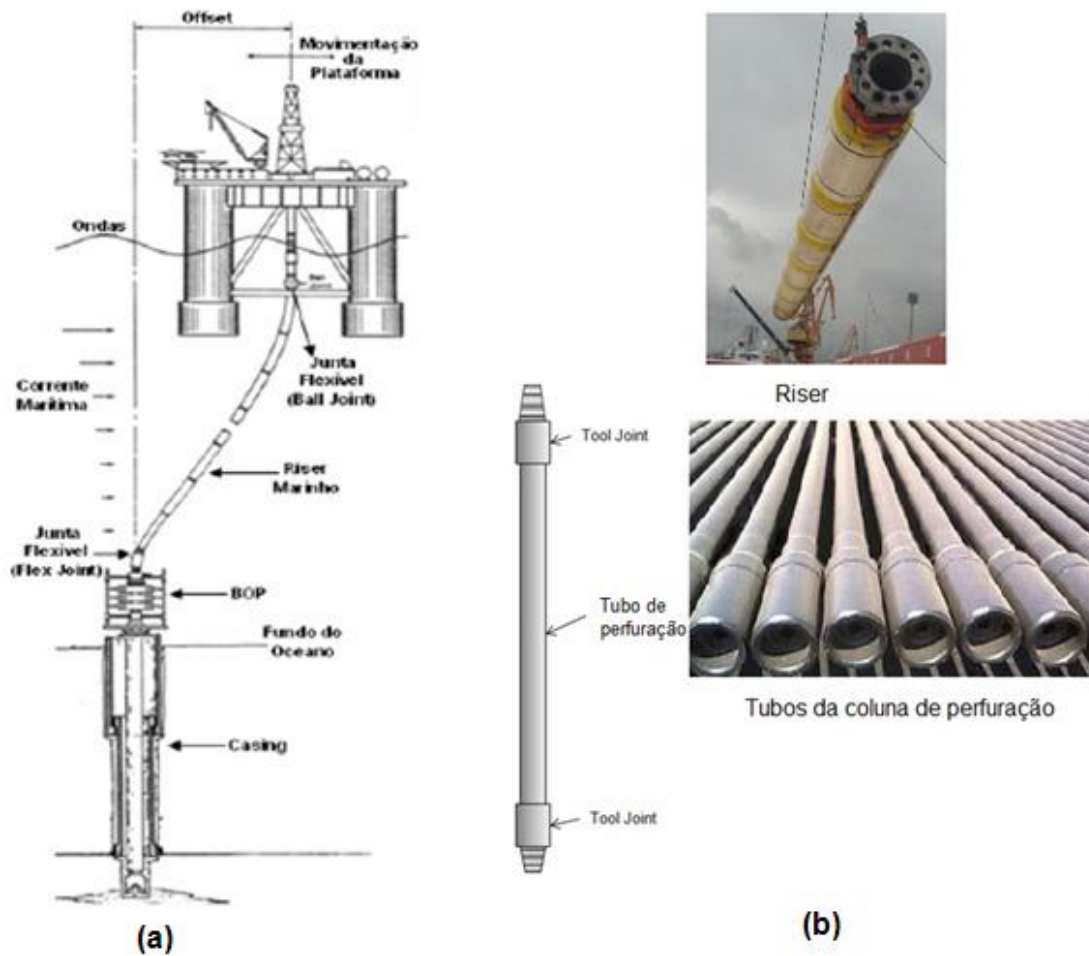 Offset
Movimentação
da
Plataforma
Ondas
Junta
Flexível
(Ball Joint)
Corrente
Marítima
Riser
Marinho
Junta
Flexível
(Flex Joint)
BOP
Fundo do
Oceano
Casing
(a)
Riser
Tool Joint
Tubo de
perfuração
Tool Joint
Tubos da coluna de perfuração
(b)